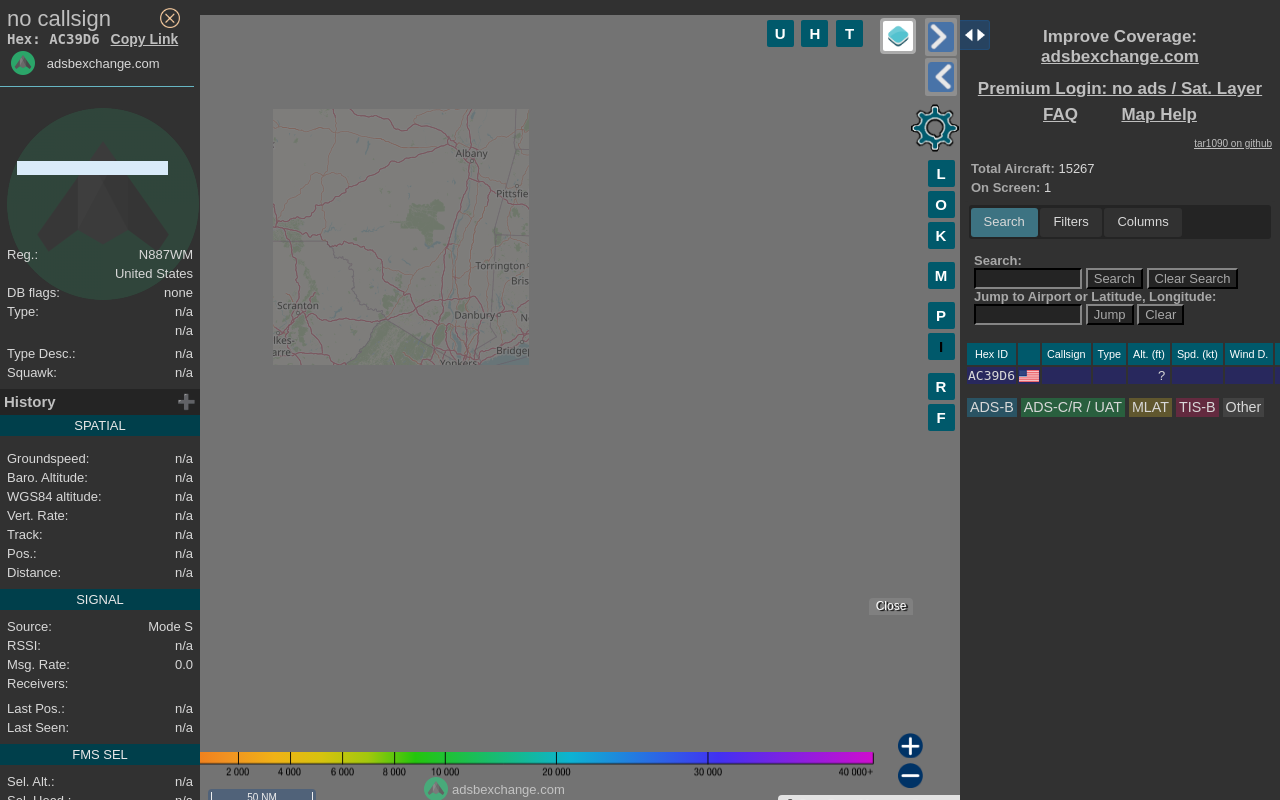 no callsign
Hex: AC39D6 Copy Link
adsbexchange.com
Reg.: N887WM
United States
DB flags: none
Type: n/a
n/a
Type Desc.: n/a
Squawk: n/a
History
SPATIAL
Groundspeed: n/a
Baro. Altitude: n/a
WGS84 altitude: n/a
Vert. Rate: n/a
Track: n/a
Pos.: n/a
Distance: n/a
SIGNAL
Source: Mode S
RSSI: n/a
Msg. Rate: 0.0
Receivers:
Last Pos.: n/a
Last Seen: n/a
FMS SEL
Sel. Alt.: n/a
Sel. Head.: n/a
U H T
Albany
Pittsfie
Torrington
Bris
Scranton
Danbury
N
lkes-
arre
Bridgep
Yonkers
L
O
K
M
P
I
R
F
Close
2 000 4 000 6 000 8 000 10 000 20 000 30 000 40 000+
adsbexchange.com
50 NM
Improve Coverage:
adsbexchange.com
Premium Login: no ads / Sat. Layer
FAQ Map Help
tar1090 on github
Total Aircraft: 15267
On Screen: 1
Search Filters Columns
Search:
Search Clear Search
Jump to Airport or Latitude, Longitude:
Jump Clear
Hex ID Callsign Type Alt. (ft) Spd. (kt) Wind D.
AC39D6 ?
ADS-B ADS-C/R / UAT MLAT TIS-B Other